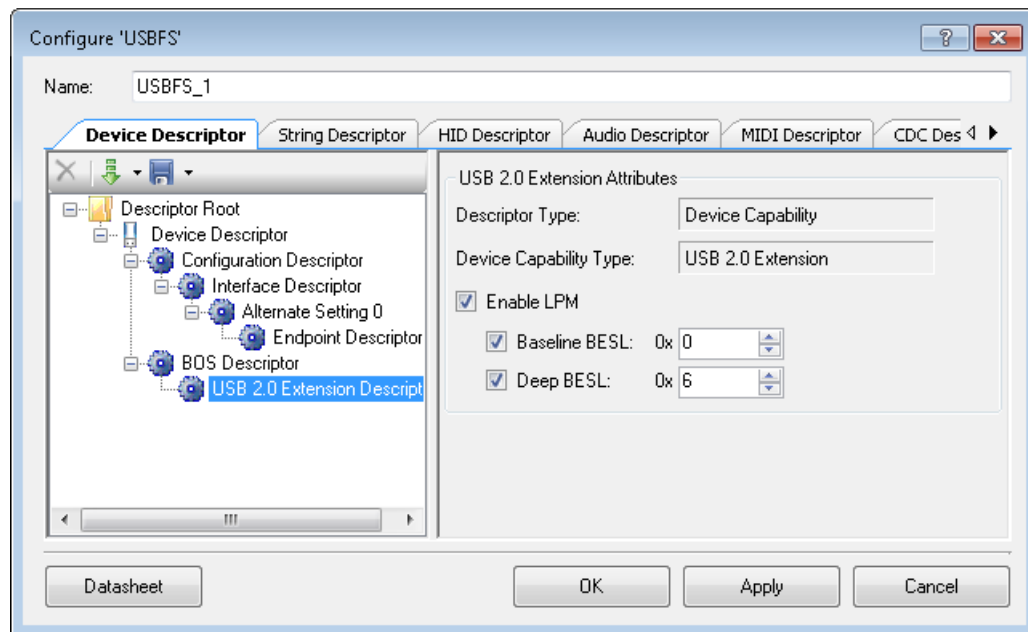 Configure 'USBFS'
Name: USBFS_1
Device Descriptor String Descriptor HID Descriptor Audio Descriptor MIDI Descriptor CDC Des
Descriptor Root
Device Descriptor
Configuration Descriptor
Interface Descriptor
Alternate Setting 0
Endpoint Descriptor
BOS Descriptor
USB 2.0 Extension Descript
USB 2.0 Extension Attributes
Descriptor Type: Device Capability
Device Capability Type: USB 2.0 Extension
Enable LPM
Baseline BESL: 0x 0
Deep BESL: 0x 6
Datasheet OK Apply Cancel